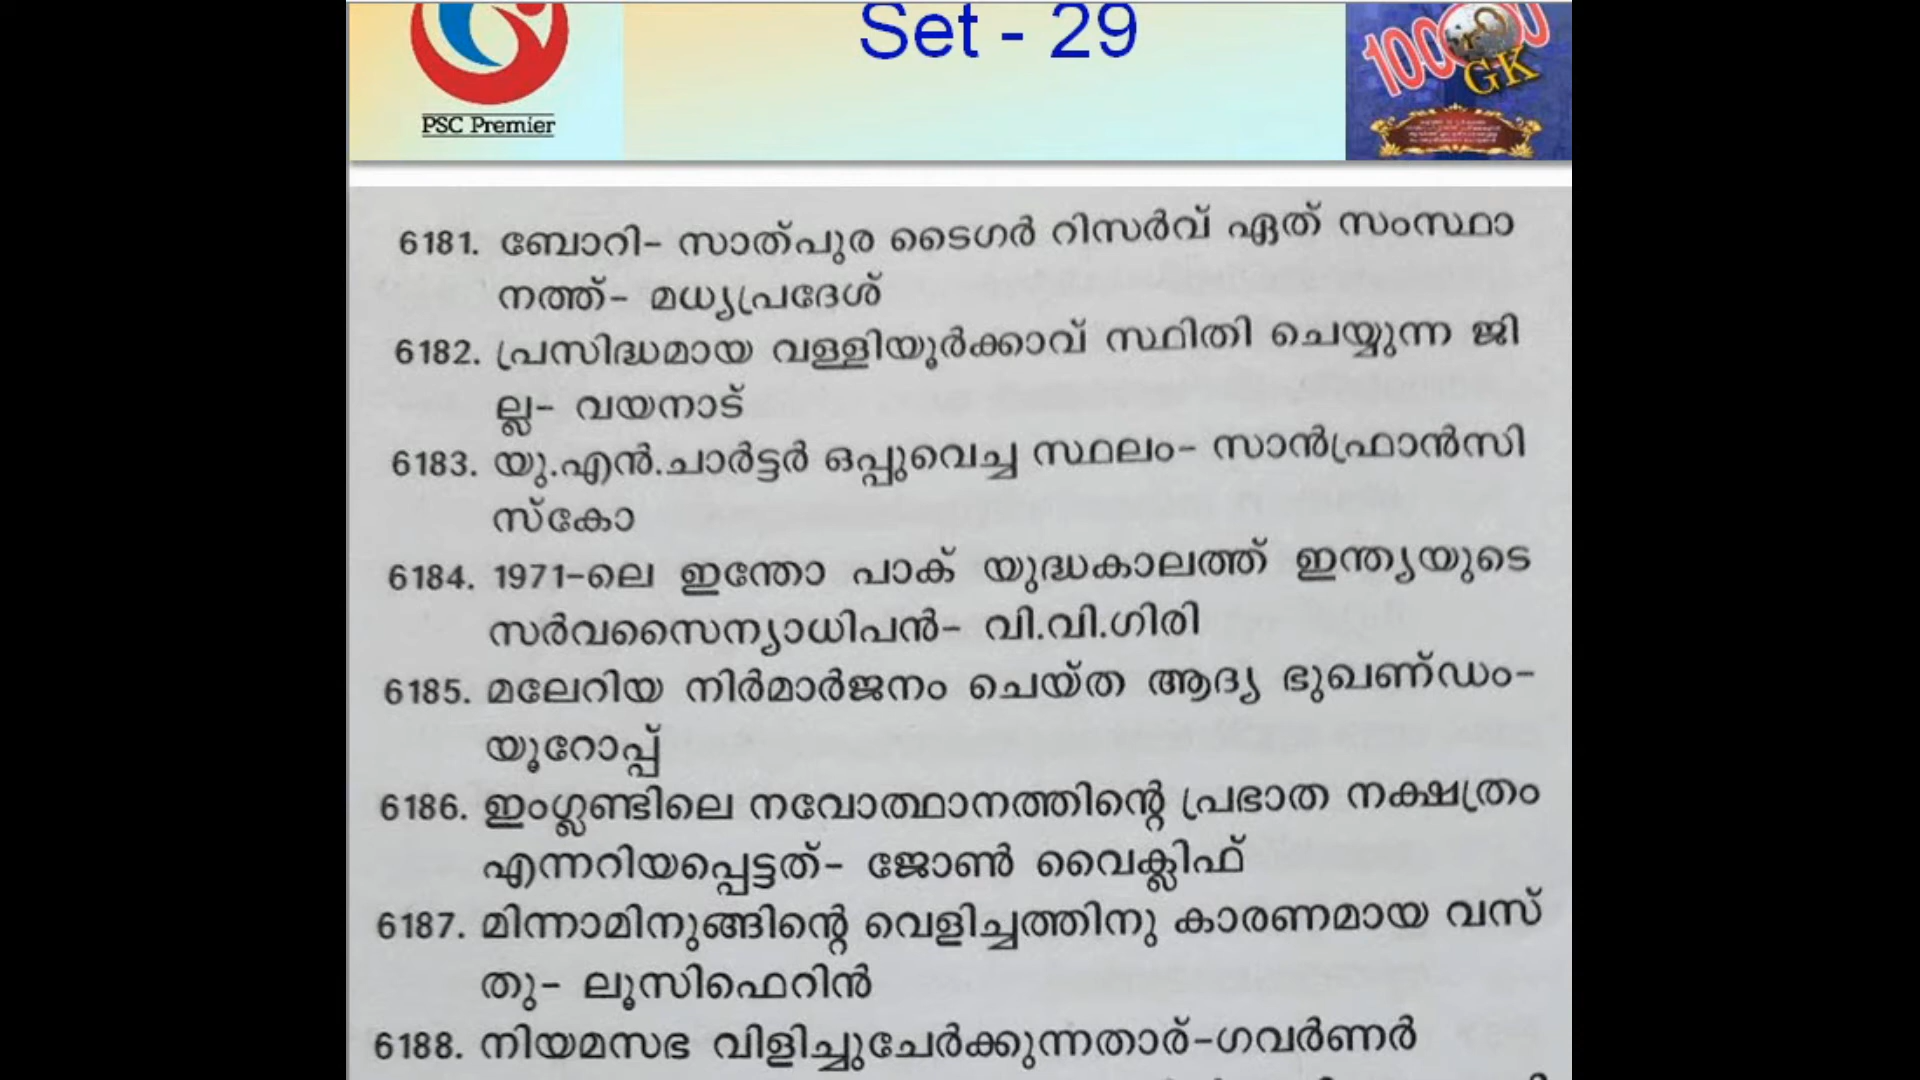 Set - 29
1000 GK
PSC Premier
6181. ബോറി- സാത്പുര ടൈഗർ റിസർവ് ഏത് സംസ്ഥാ
നത്ത്- മധ്യപ്രദേശ്
6182. പ്രസിദ്ധമായ വള്ളിയൂർക്കാവ് സ്ഥിതി ചെയ്യുന്ന ജി
ല്ല- വയനാട്
6183. യു.എൻ.ചാർട്ടർ ഒപ്പുവെച്ച സ്ഥലം- സാൻഫ്രാൻസി
സ്കോ
6184. 1971-ലെ ഇന്തോ പാക് യുദ്ധകാലത്ത് ഇന്ത്യയുടെ
സർവസൈന്യാധിപൻ- വി.വി.ഗിരി
6185. മലേറിയ നിർമാർജനം ചെയ്ത ആദ്യ ഭുഖണ്ഡം-
യൂറോപ്പ്
6186. ഇംഗ്ലണ്ടിലെ നവോത്ഥാനത്തിന്റെ പ്രഭാത നക്ഷത്രം
എന്നറിയപ്പെട്ടത്- ജോൺ വൈക്ലിഫ്
6187. മിന്നാമിനുങ്ങിന്റെ വെളിച്ചത്തിനു കാരണമായ വസ്
തു- ലൂസിഫെറിൻ
6188. നിയമസഭ വിളിച്ചുചേർക്കുന്നതാര്-ഗവർണർ